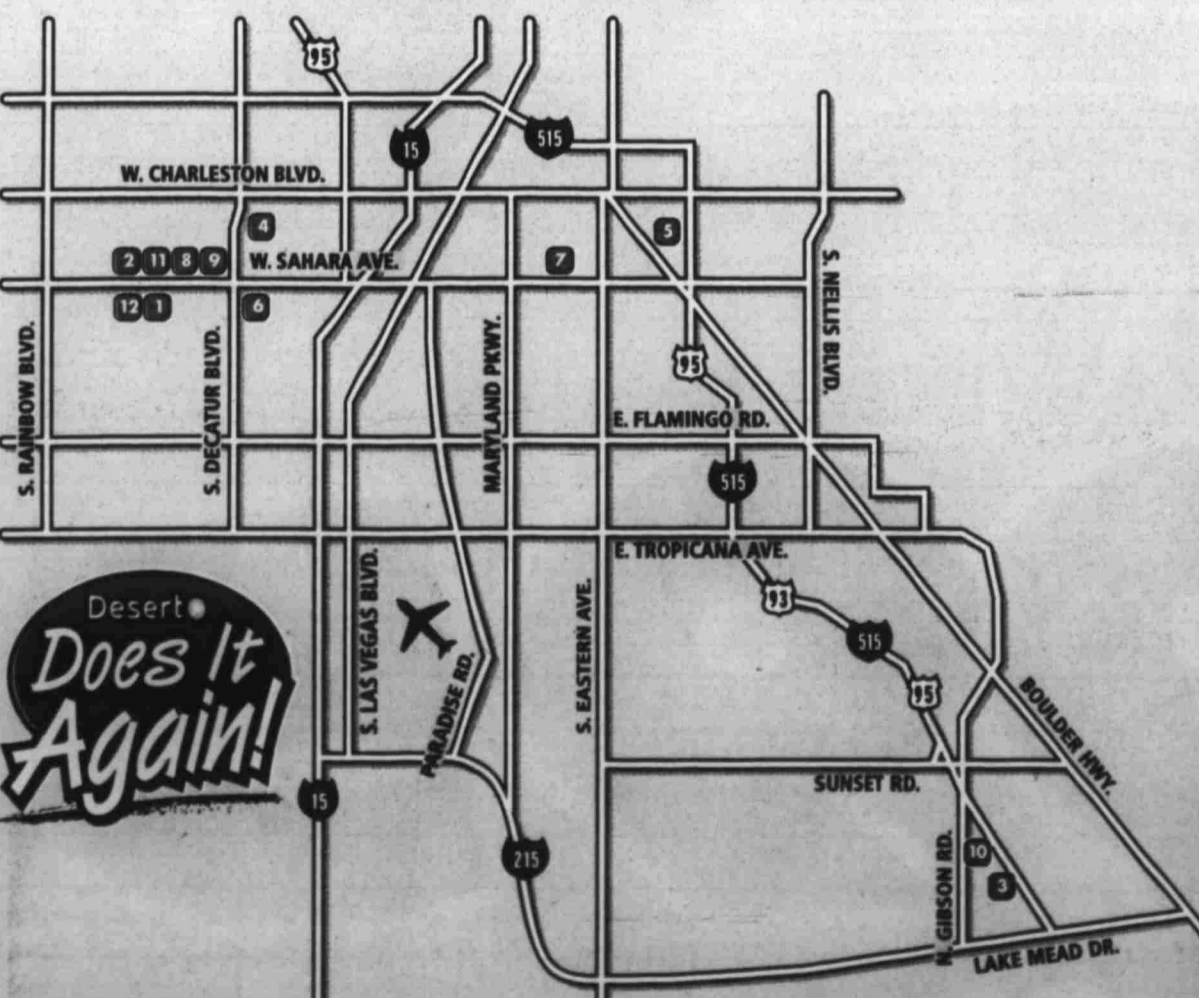 95
15
515
W. CHARLESTON BLVD.
4
5
2 11 8 9
W. SAHARA AVE.
7
12 1
6
S. RAINBOW BLVD.
S. DECATUR BLVD.
MARYLAND PKWY.
S. NELLIS BLVD.
95
E. FLAMINGO RD.
515
E. TROPICANA AVE.
Desert
Does It
Again!
S. LAS VEGAS BLVD.
PARADISE RD.
S. EASTERN AVE.
93
515
95
BOULDER HWY.
SUNSET RD.
15
215
N. GIBSON RD.
10
3
LAKE MEAD DR.